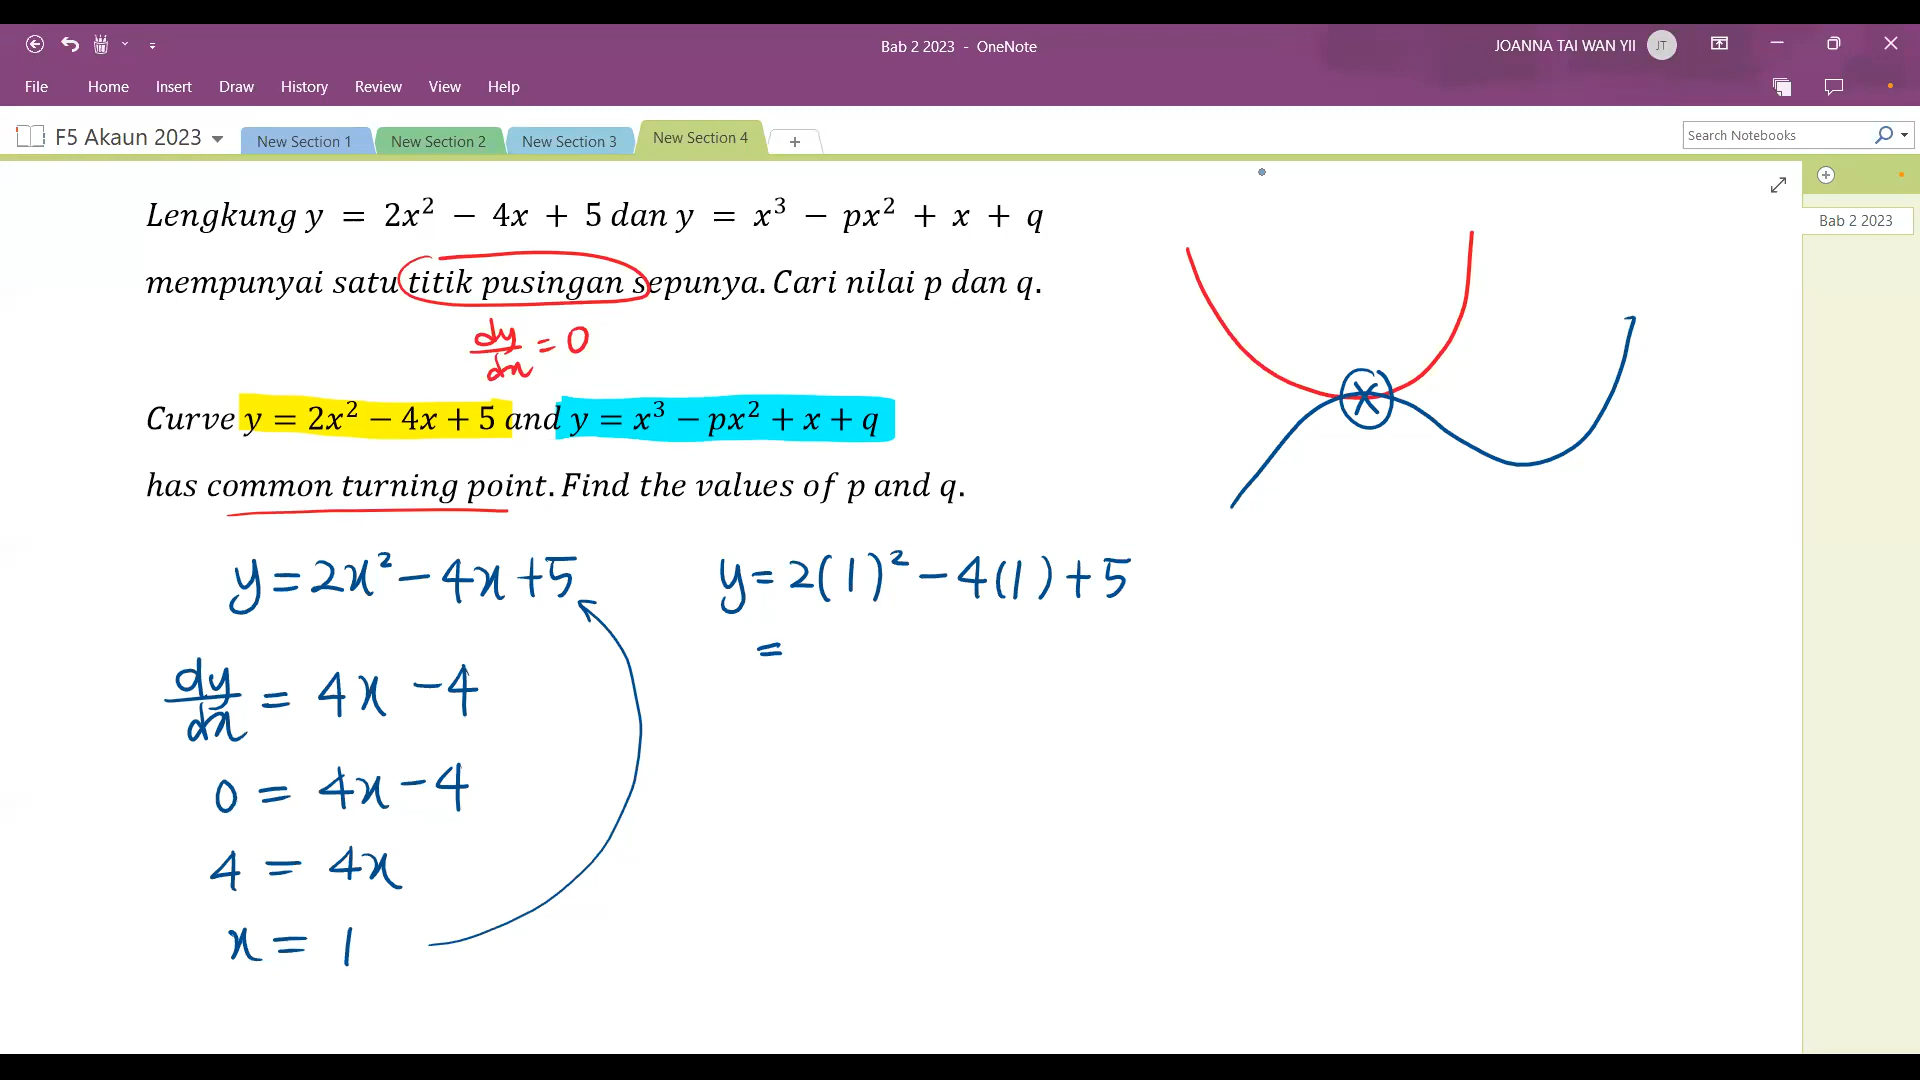 Bab 2 2023 - OneNote
JOANNA TAI WAN YII JT
File Home Insert Draw History Review View Help
F5 Akaun 2023 New Section 1 New Section 2 New Section 3 New Section 4 +
Search Notebooks
Bab 2 2023
Lengkung y = 2x² − 4x + 5 dan y = x³ − px² + x + q
mempunyai satu titik pusingan sepunya. Cari nilai p dan q.
dy/dx = 0
Curve y = 2x² − 4x + 5 and y = x³ − px² + x + q
has common turning point. Find the values of p and q.
y = 2x² − 4x + 5
dy/dx = 4x − 4
0 = 4x − 4
4 = 4x
x = 1
y = 2(1)² − 4(1) + 5
=